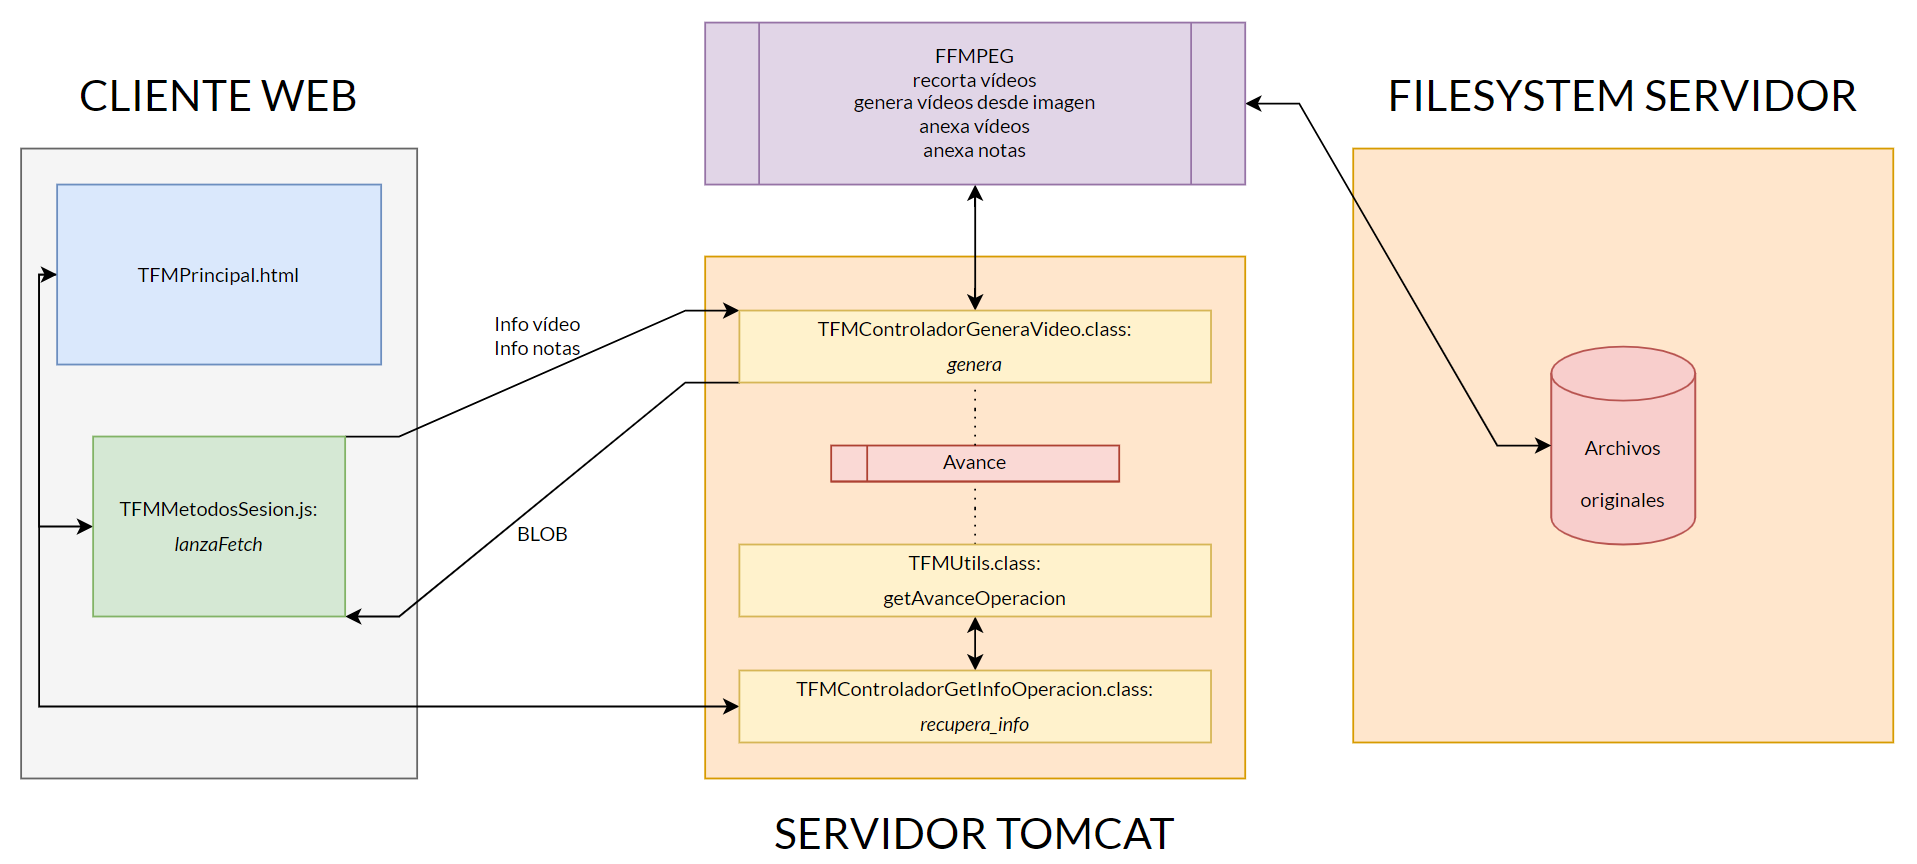 CLIENTE WEB
TFMPrincipal.html
TFMMetodosSesion.js:
lanzaFetch
Info vídeo
Info notas
BLOB
FFMPEG
recorta vídeos
genera vídeos desde imagen
anexa vídeos
anexa notas
TFMControladorGeneraVideo.class:
genera
Avance
TFMUtils.class:
getAvanceOperacion
TFMControladorGetInfoOperacion.class:
recupera_info
SERVIDOR TOMCAT
FILESYSTEM SERVIDOR
Archivos
originales